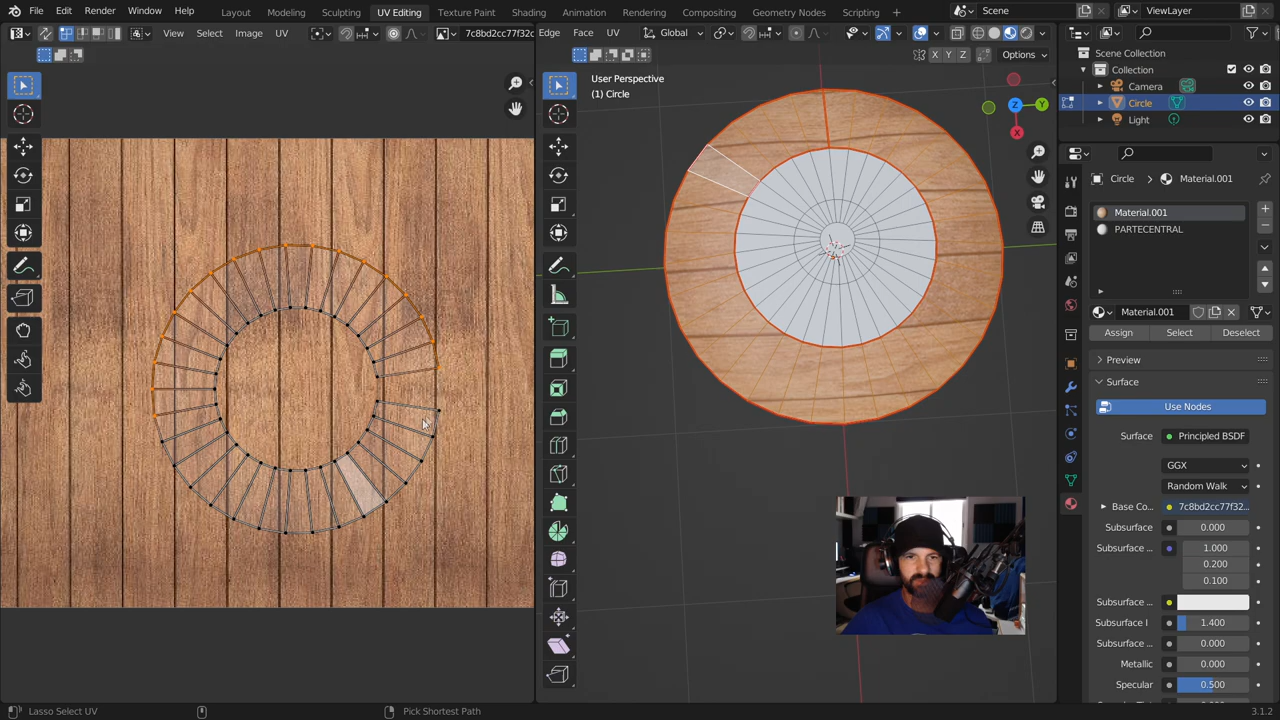 File Edit Render Window Help Layout Modeling Sculpting UV Editing Texture Paint Shading Animation Rendering Compositing Geometry Nodes Scripting Scene ViewLayer
View Select Image UV 7c8bd2cc77f32c Edge Face UV Global
X Y Z Options
User Perspective
(1) Circle
Scene Collection
Collection
Camera
Circle
Light
Z Y X
Circle Material.001
Material.001
PARTECENTRAL
Material.001
Assign Select Deselect
Preview
Surface
Use Nodes
Surface Principled BSDF
GGX
Random Walk
Base Co... 7c8bd2cc77f32...
Subsurface 0.000
Subsurface ... 1.000
0.200
0.100
Subsurface ...
Subsurface I 1.400
Subsurface ... 0.000
Metallic 0.000
Specular 0.500
Lasso Select UV Pick Shortest Path 3.1.2